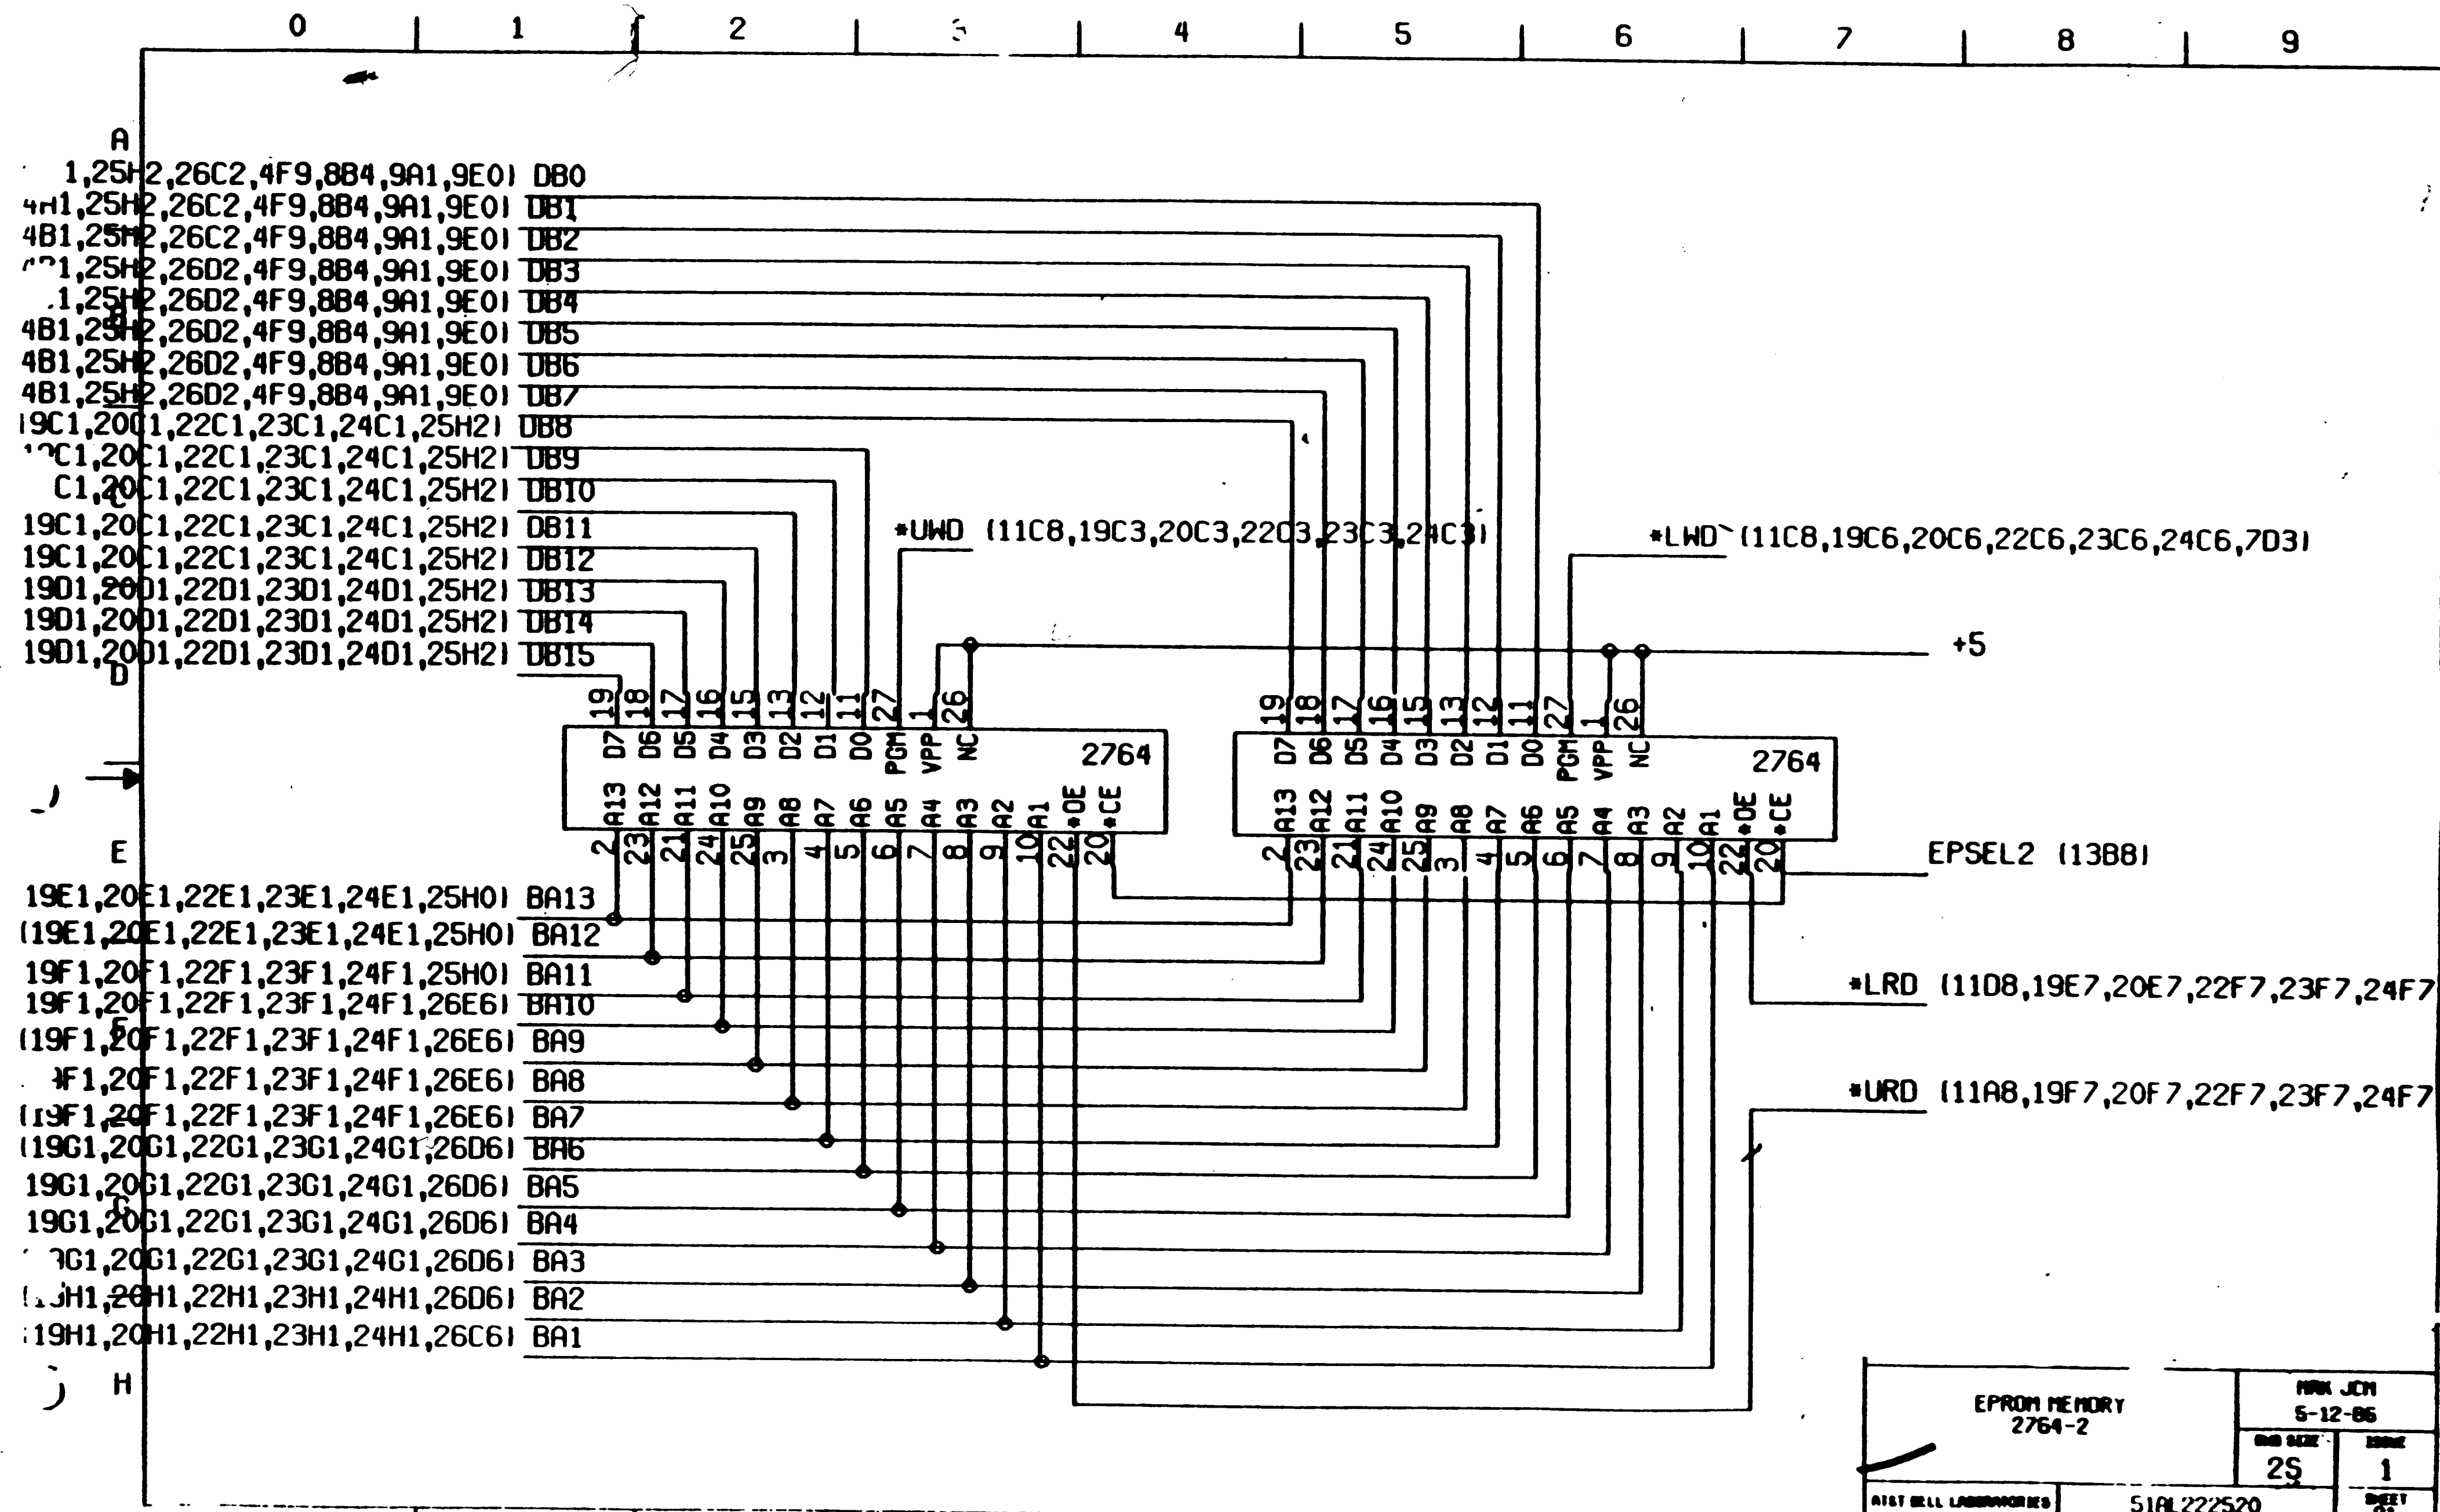 0 1 2 3 4 5 6 7 8 9
A
1,25H2,26C2,4F9,8B4,9A1,9E0) DB0
4H1,25H2,26C2,4F9,8B4,9A1,9E0) DB1
4B1,25H2,26C2,4F9,8B4,9A1,9E0) DB2
1,25H2,26D2,4F9,8B4,9A1,9E0) DB3
1,25H2,26D2,4F9,8B4,9A1,9E0) DB4
B
4B1,25H2,26D2,4F9,8B4,9A1,9E0) DB5
4B1,25H2,26D2,4F9,8B4,9A1,9E0) DB6
4B1,25H2,26D2,4F9,8B4,9A1,9E0) DB7
19C1,20C1,22C1,23C1,24C1,25H2) DB8
C1,20C1,22C1,23C1,24C1,25H2) DB9
C1,20C1,22C1,23C1,24C1,25H2) DB10
C
19C1,20C1,22C1,23C1,24C1,25H2) DB11
19C1,20C1,22C1,23C1,24C1,25H2) DB12
19D1,20D1,22D1,23D1,24D1,25H2) DB13
19D1,20D1,22D1,23D1,24D1,25H2) DB14
19D1,20D1,22D1,23D1,24D1,25H2) DB15
D
*UWD (11C8,19C3,20C3,22C3,23C3,24C3)
*LWD (11C8,19C6,20C6,22C6,23C6,24C6,7D3)
+5
19 18 17 16 15 13 12 11 27 1 26
D7 D6 D5 D4 D3 D2 D1 D0 PGM VPP NC
2764
A13 A12 A11 A10 A9 A8 A7 A6 A5 A4 A3 A2 A1 *OE *CE
2 23 21 24 25 3 4 5 6 7 8 9 10 22 20
19 18 17 16 15 13 12 11 27 1 26
D7 D6 D5 D4 D3 D2 D1 D0 PGM VPP NC
2764
A13 A12 A11 A10 A9 A8 A7 A6 A5 A4 A3 A2 A1 *OE *CE
2 23 21 24 25 3 4 5 6 7 8 9 10 22 20
E
EPSEL2 (13B8)
19E1,20E1,22E1,23E1,24E1,25H0) BA13
(19E1,20E1,22E1,23E1,24E1,25H0) BA12
19F1,20F1,22F1,23F1,24F1,25H0) BA11
19F1,20F1,22F1,23F1,24F1,26E6) BA10
*LRD (11D8,19E7,20E7,22F7,23F7,24F7
F
(19F1,20F1,22F1,23F1,24F1,26E6) BA9
F1,20F1,22F1,23F1,24F1,26E6) BA8
*URD (11A8,19F7,20F7,22F7,23F7,24F7
(19F1,20F1,22F1,23F1,24F1,26E6) BA7
(19G1,20G1,22G1,23G1,24G1,26D6) BA6
19G1,20G1,22G1,23G1,24G1,26D6) BA5
G
19G1,20G1,22G1,23G1,24G1,26D6) BA4
G1,20G1,22G1,23G1,24G1,26D6) BA3
H1,20H1,22H1,23H1,24H1,26D6) BA2
19H1,20H1,22H1,23H1,24H1,26C6) BA1
H
EPROM MEMORY
2764-2
JCM
5-12-86
DWG SIZE
2S
ISSUE
1
AT&T BELL LABORATORIES
51AL222520
SHEET